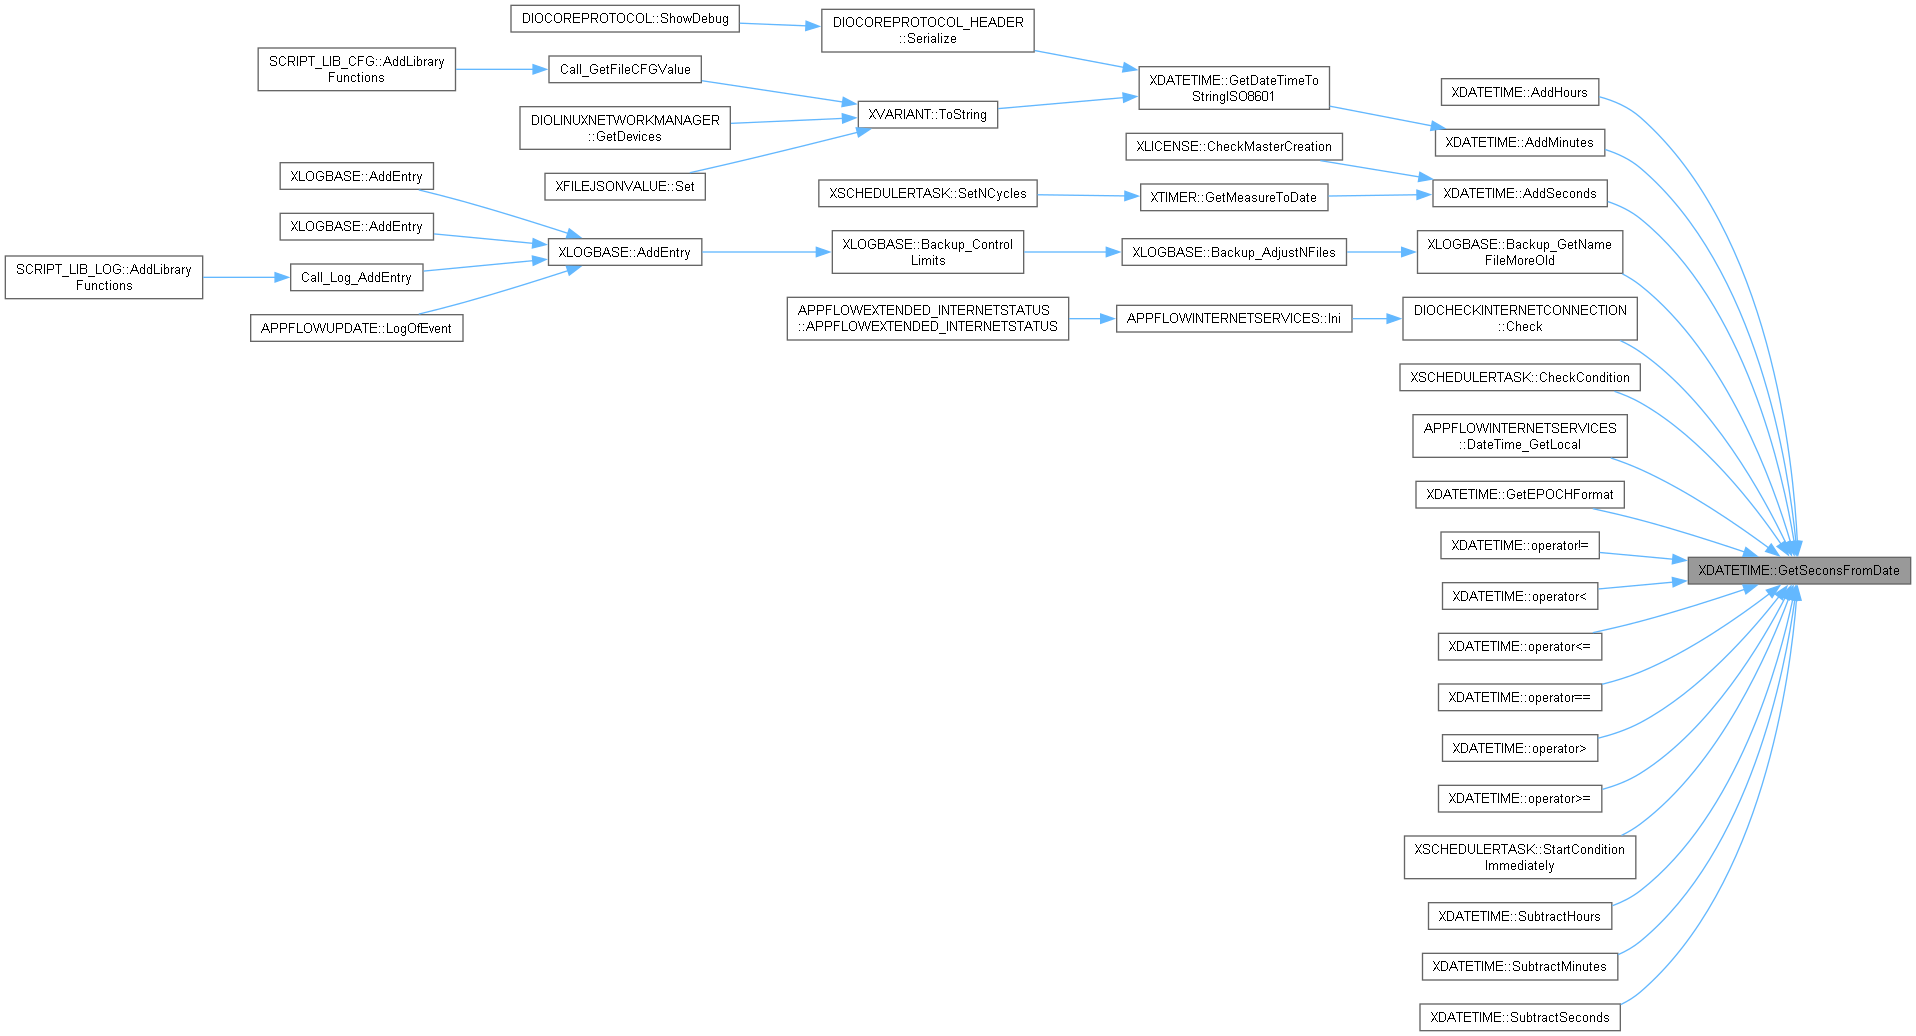 DIOCOREPROTOCOL::ShowDebug
DIOCOREPROTOCOL_HEADER
::Serialize
SCRIPT_LIB_CFG::AddLibrary
Functions
Call_GetFileCFGValue
XDATETIME::GetDateTimeTo
StringISO8601
XDATETIME::AddHours
DIOLINUXNETWORKMANAGER
::GetDevices
XVARIANT::ToString
XDATETIME::AddMinutes
XLICENSE::CheckMasterCreation
XFILEJSONVALUE::Set
XLOGBASE::AddEntry
XSCHEDULERTASK::SetNCycles
XTIMER::GetMeasureToDate
XDATETIME::AddSeconds
XLOGBASE::AddEntry
XLOGBASE::AddEntry
XLOGBASE::Backup_Control
Limits
XLOGBASE::Backup_AdjustNFiles
XLOGBASE::Backup_GetName
FileMoreOld
SCRIPT_LIB_LOG::AddLibrary
Functions
Call_Log_AddEntry
APPFLOWUPDATE::LogOfEvent
APPFLOWEXTENDED_INTERNETSTATUS
::APPFLOWEXTENDED_INTERNETSTATUS
APPFLOWINTERNETSERVICES::Ini
DIOCHECKINTERNETCONNECTION
::Check
XSCHEDULERTASK::CheckCondition
APPFLOWINTERNETSERVICES
::DateTime_GetLocal
XDATETIME::GetEPOCHFormat
XDATETIME::operator!=
XDATETIME::GetSeconsFromDate
XDATETIME::operator<
XDATETIME::operator<=
XDATETIME::operator==
XDATETIME::operator>
XDATETIME::operator>=
XSCHEDULERTASK::StartCondition
Immediately
XDATETIME::SubtractHours
XDATETIME::SubtractMinutes
XDATETIME::SubtractSeconds